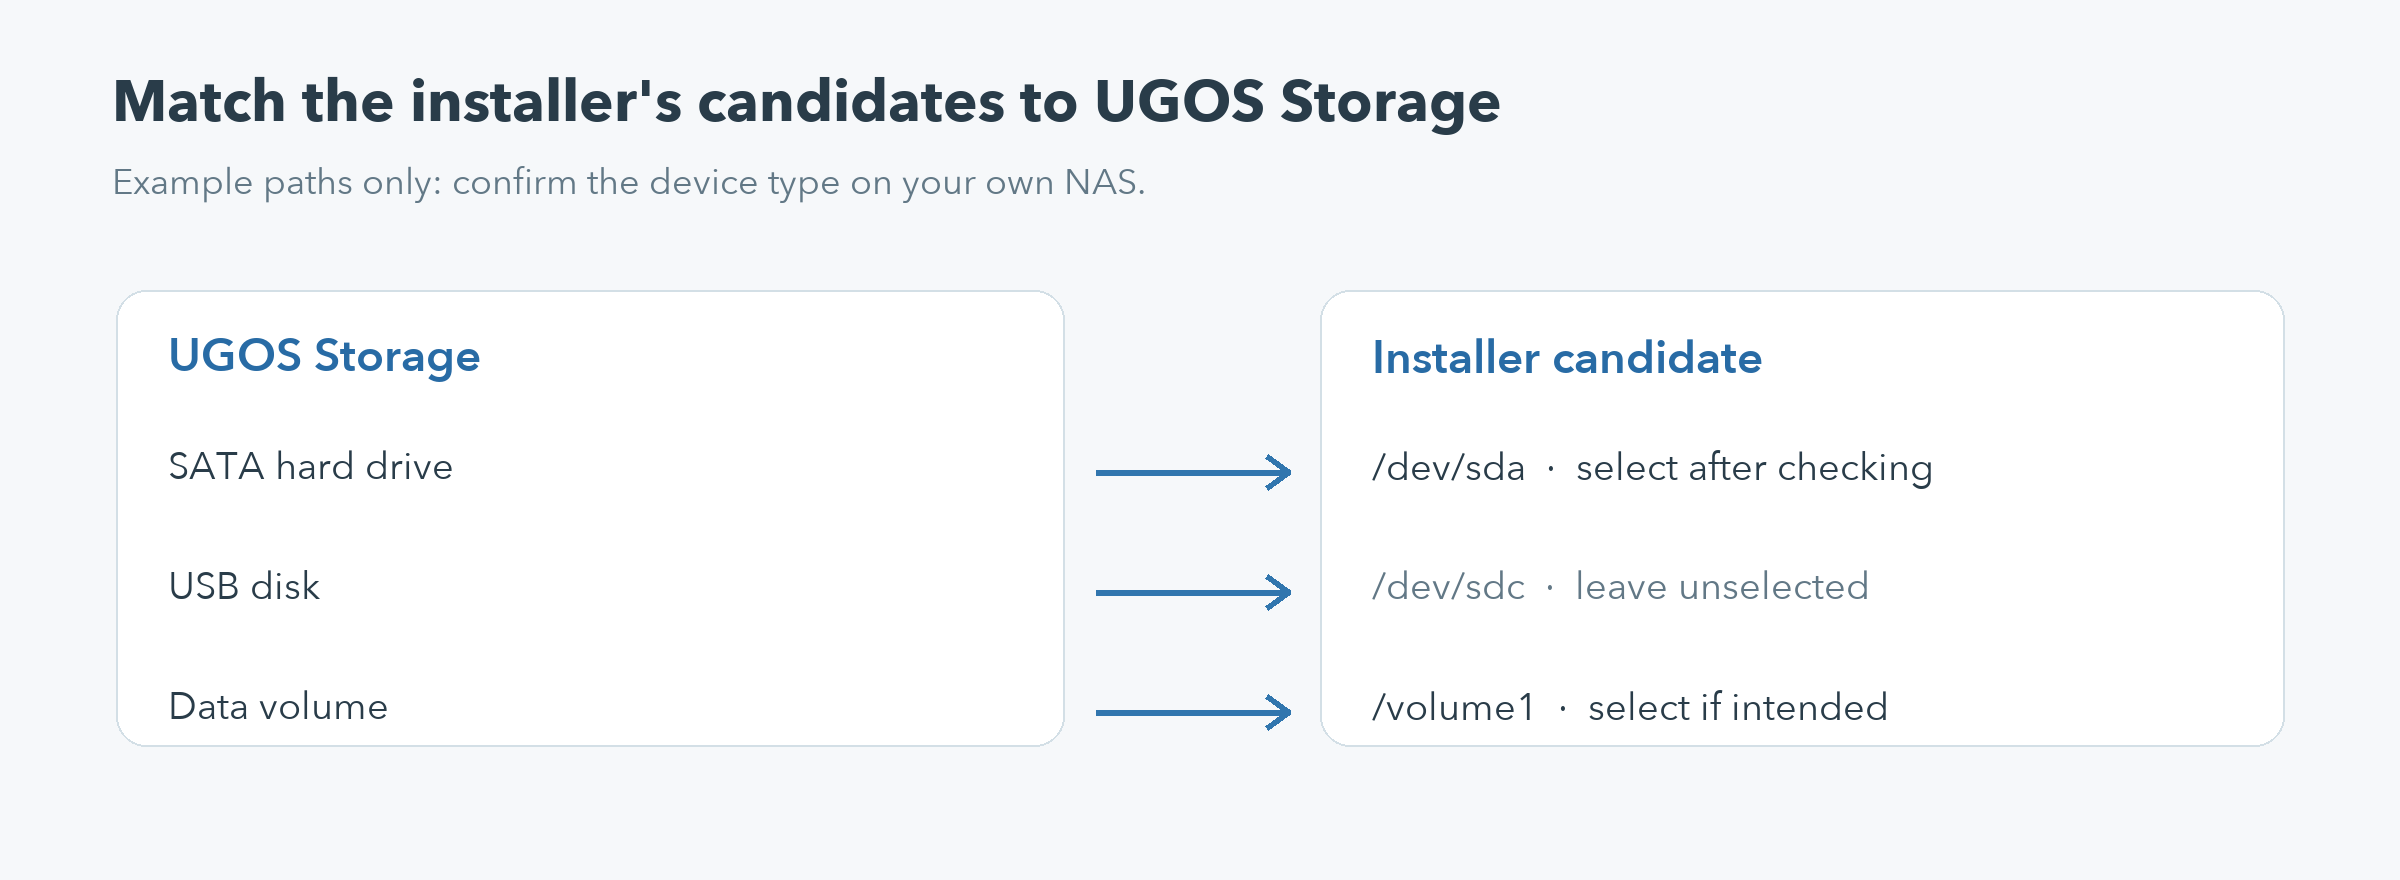 Match the installer's candidates to UGOS Storage
Example paths only: confirm the device type on your own NAS.
UGOS Storage
SATA hard drive
USB disk
Data volume
Installer candidate
/dev/sda · select after checking
/dev/sdc · leave unselected
/volume1 · select if intended